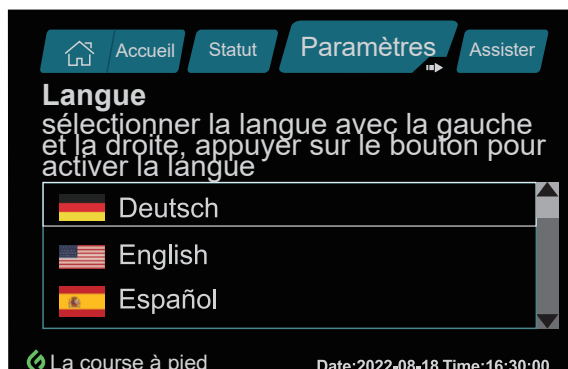 Accueil Statut Paramètres Assister
Langue
sélectionner la langue avec la gauche
et la droite, appuyer sur le bouton pour
activer la langue
Deutsch
English
Español
La course à pied Date:2022-08-18 Time:16:30:00